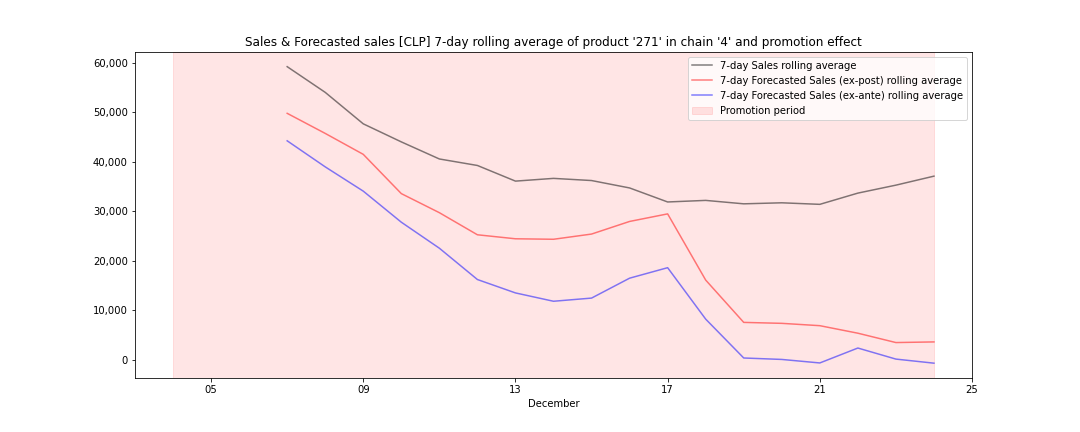 Sales & Forecasted sales [CLP] 7-day rolling average of product '271' in chain '4' and promotion effect
60,000
50,000
40,000
30,000
20,000
10,000
0
7-day Sales rolling average
7-day Forecasted Sales (ex-post) rolling average
7-day Forecasted Sales (ex-ante) rolling average
Promotion period
05 09 13 17 21 25
December